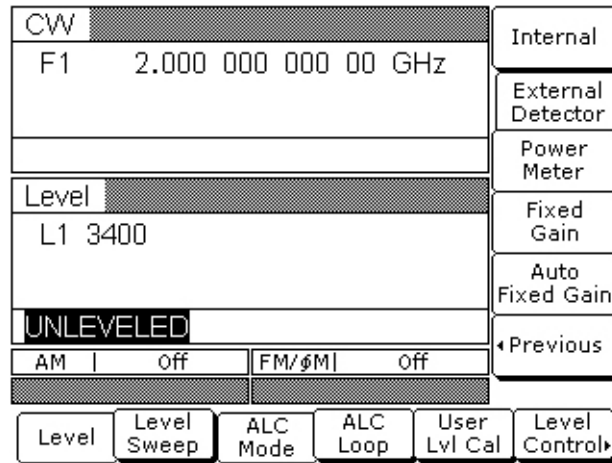 CW
F1 2.000 000 000 00 GHz
Level
L1 3400
UNLEVELED
AM | Off FM/ϕM| Off
Internal
External
Detector
Power
Meter
Fixed
Gain
Auto
Fixed Gain
Previous
Level
Level
Sweep
ALC
Mode
ALC
Loop
User
Lvl Cal
Level
Control